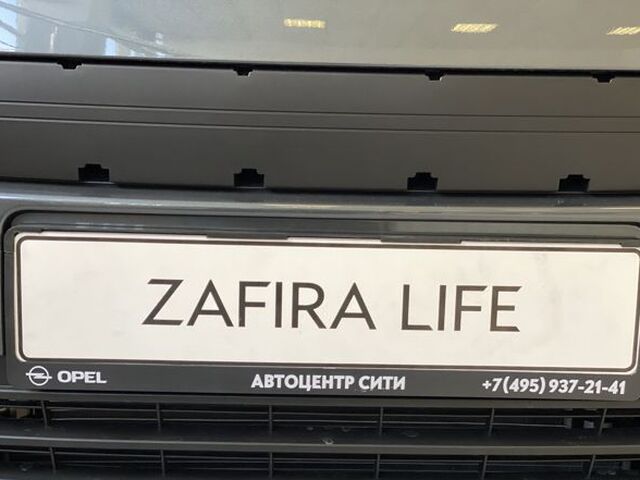 ZAFIRA LIFE
OPEL АВТОЦЕНТР СИТИ +7(495) 937-21-41